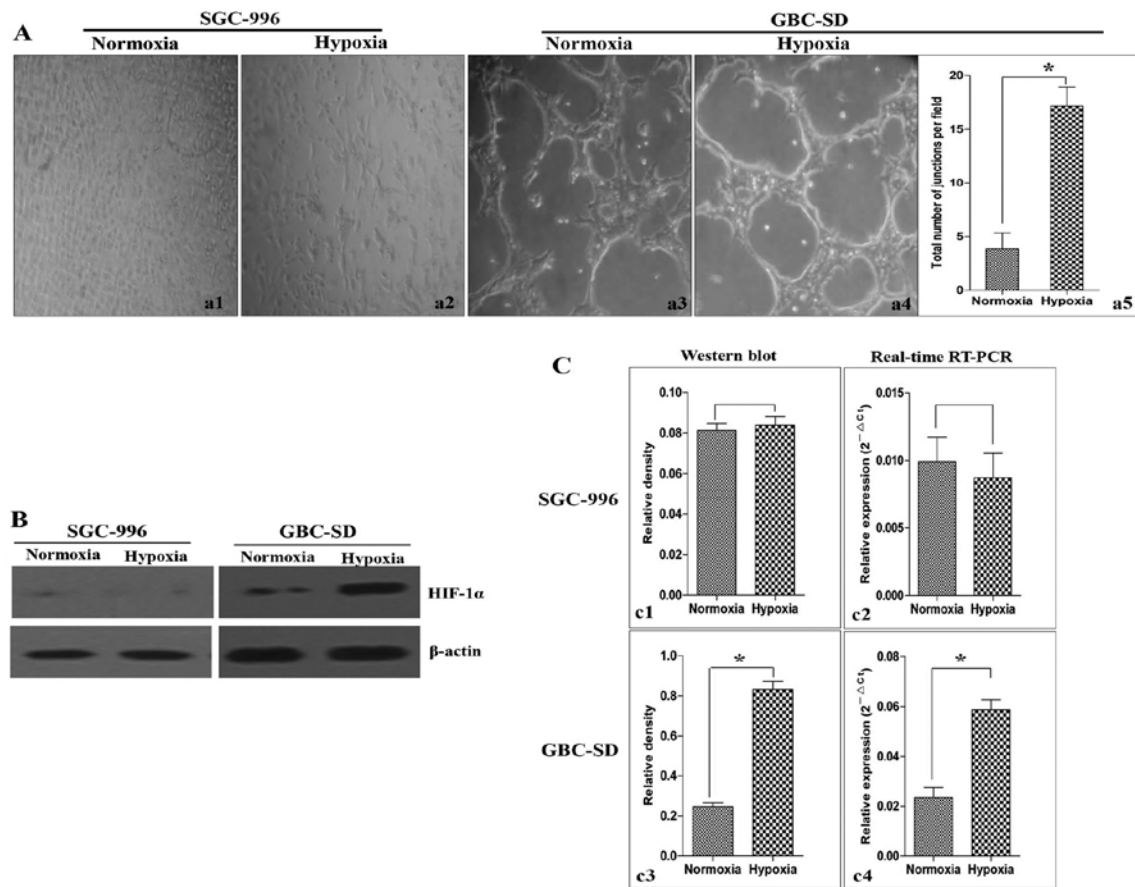 A
SGC-996
GBC-SD
Normoxia
Hypoxia
Normoxia
Hypoxia
a1
a2
a3
a4
Total number of junctions per field
20
15
10
5
0
*
Normoxia
Hypoxia
a5
B
SGC-996
GBC-SD
Normoxia
Hypoxia
Normoxia
Hypoxia
HIF-1α
β-actin
C
Western blot
Real-time RT-PCR
SGC-996
Relative density
0.10
0.08
0.06
0.04
0.02
0.00
Normoxia
Hypoxia
c1
Relative expression (2^−△Ct)
0.015
0.010
0.005
0.000
Normoxia
Hypoxia
c2
GBC-SD
Relative density
1.0
0.8
0.6
0.4
0.2
0.0
*
Normoxia
Hypoxia
c3
Relative expression (2^−△Ct)
0.08
0.06
0.04
0.02
0.00
*
Normoxia
Hypoxia
c4